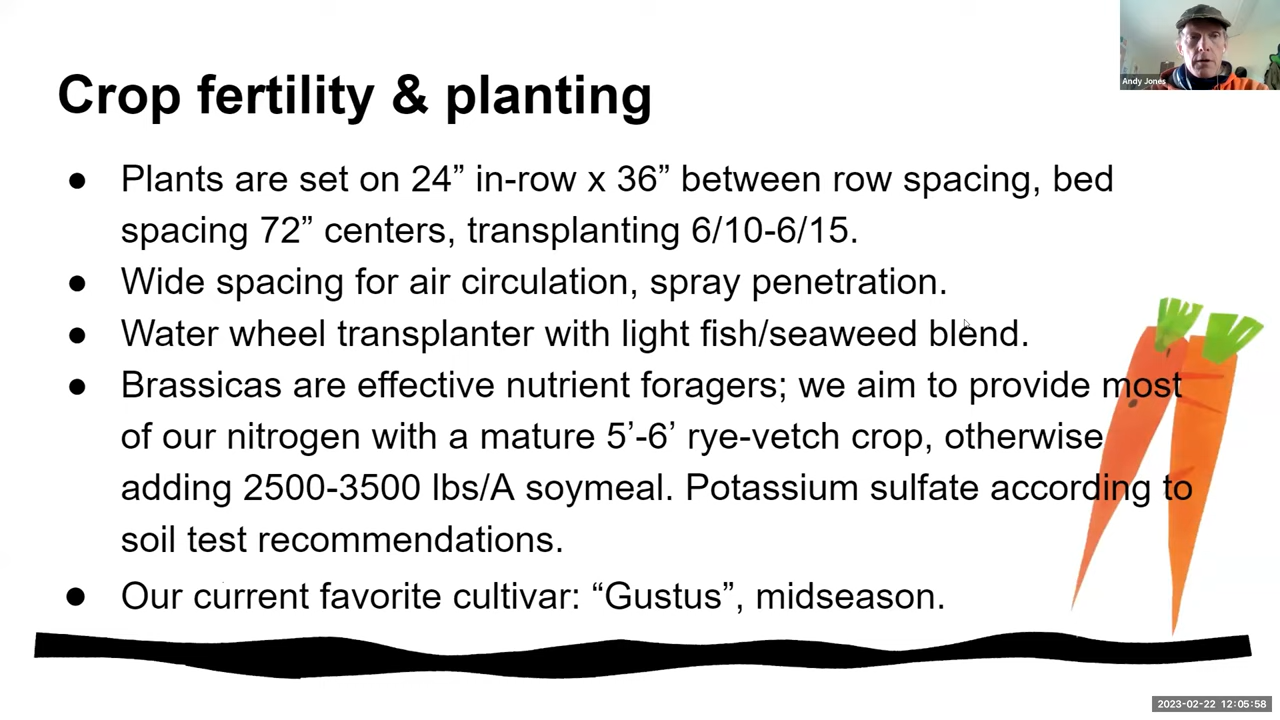 Andy Jones
Crop fertility & planting
● Plants are set on 24” in-row x 36” between row spacing, bed
spacing 72” centers, transplanting 6/10-6/15.
● Wide spacing for air circulation, spray penetration.
● Water wheel transplanter with light fish/seaweed blend.
● Brassicas are effective nutrient foragers; we aim to provide most
of our nitrogen with a mature 5’-6’ rye-vetch crop, otherwise
adding 2500-3500 lbs/A soymeal. Potassium sulfate according to
soil test recommendations.
● Our current favorite cultivar: “Gustus”, midseason.
2023-02-22 12:05:58